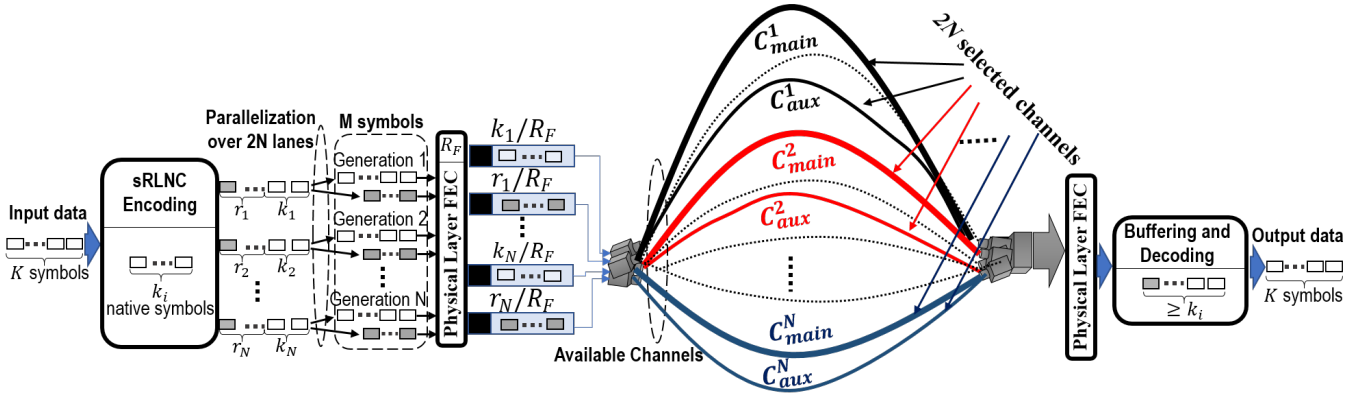 Input data
K symbols
sRLNC
Encoding
k_i
native symbols
Parallelization
over 2N lanes
r_1 k_1
r_2 k_2
r_N k_N
M symbols
Generation 1
Generation 2
Generation N
R_F
Physical Layer FEC
k_1/R_F
r_1/R_F
k_N/R_F
r_N/R_F
Available Channels
C^1_main
C^1_aux
C^2_main
C^2_aux
C^N_main
C^N_aux
2N selected channels
Physical Layer FEC
Buffering and
Decoding
≥ k_i
Output data
K symbols